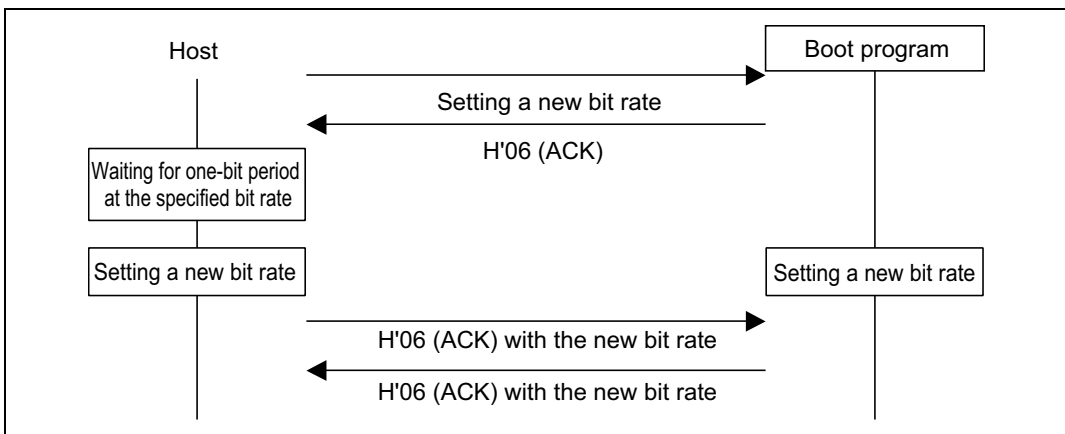 Host
Boot program
Setting a new bit rate
H'06 (ACK)
Waiting for one-bit period
at the specified bit rate
Setting a new bit rate
Setting a new bit rate
H'06 (ACK) with the new bit rate
H'06 (ACK) with the new bit rate